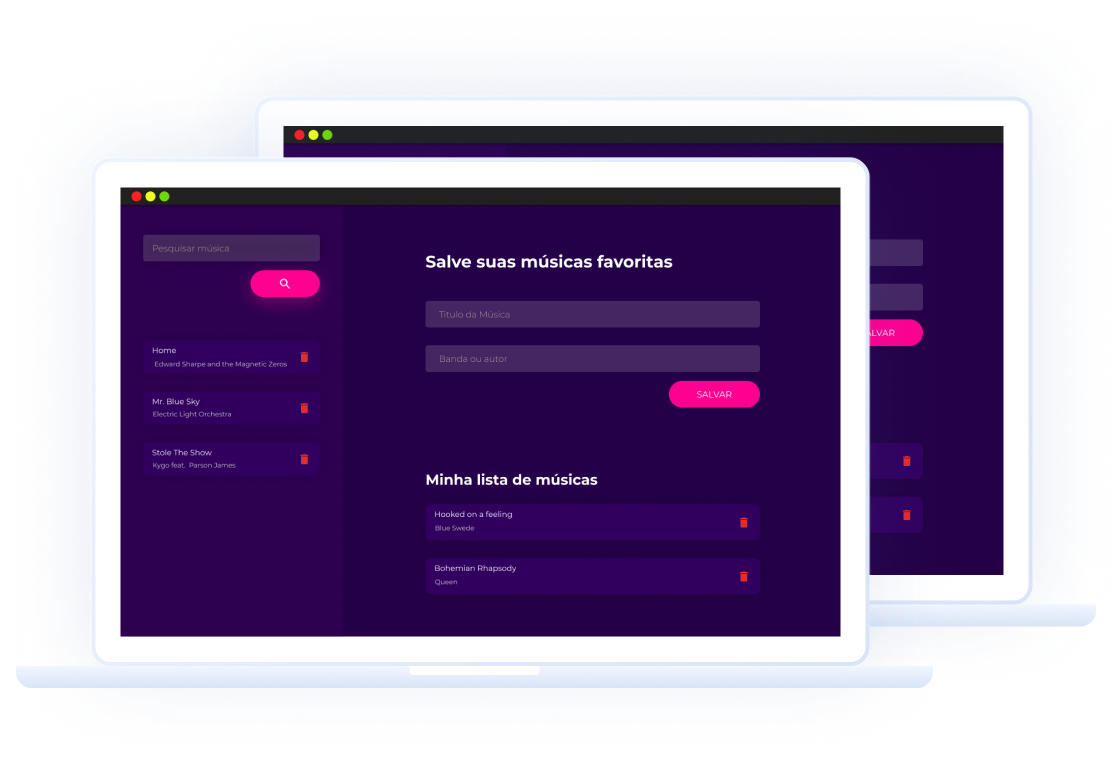 Pesquisar música
Home
Edward Sharpe and the Magnetic Zeros
Mr. Blue Sky
Electric Light Orchestra
Stole The Show
Kygo feat. Parson James
Salve suas músicas favoritas
Titulo da Música
Banda ou autor
SALVAR
Minha lista de músicas
Hooked on a feeling
Blue Swede
Bohemian Rhapsody
Queen
LVAR